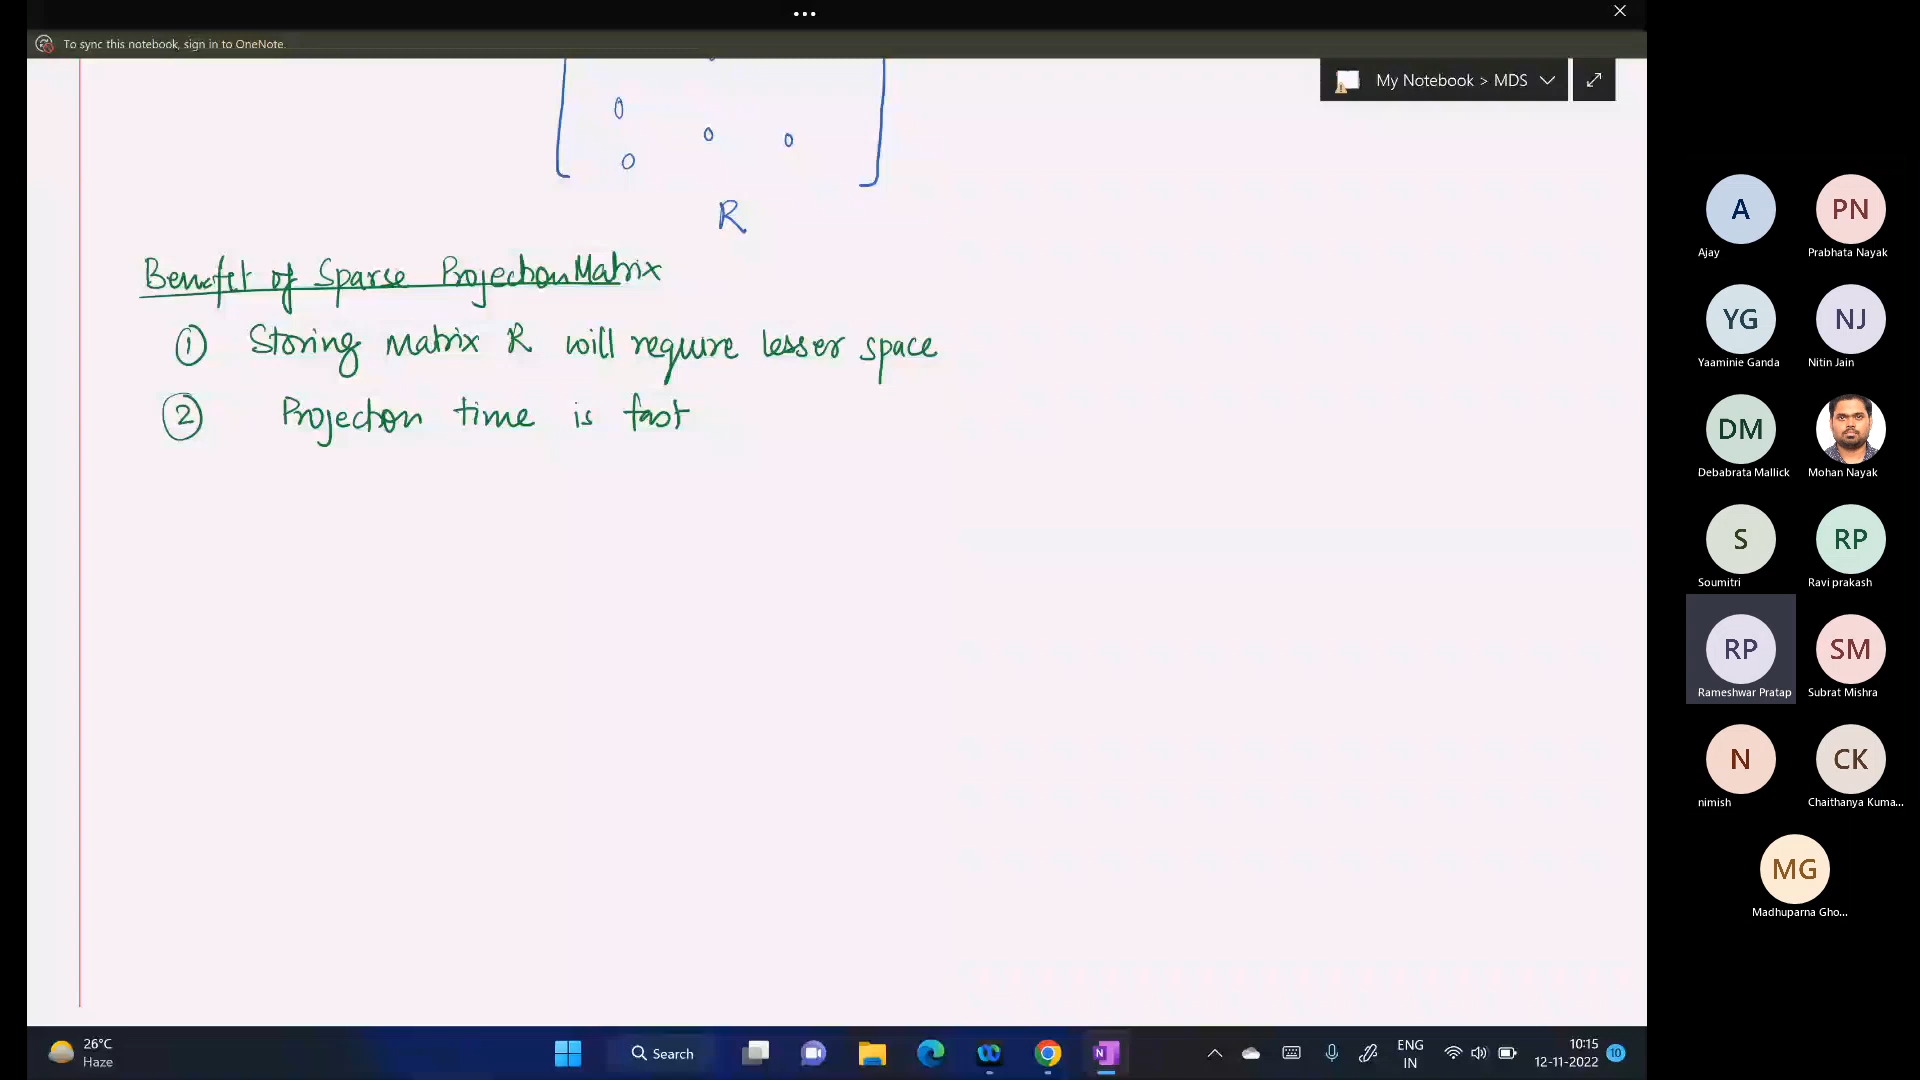 To sync this notebook, sign in to OneNote.
My Notebook > MDS
0
0 0
0
R
Benefit of Sparse Projection Matrix
① Storing matrix R will require lesser space
② Projection time is fast
A PN
Ajay Prabhata Nayak
YG NJ
Yaaminie Ganda Nitin Jain
DM
Debabrata Mallick Mohan Nayak
S RP
Soumitri Ravi prakash
RP SM
Rameshwar Pratap Subrat Mishra
N CK
nimish Chaithanya Kuma...
MG
Madhuparna Gho...
26°C
Haze
Search
ENG
IN
10:15
12-11-2022
10